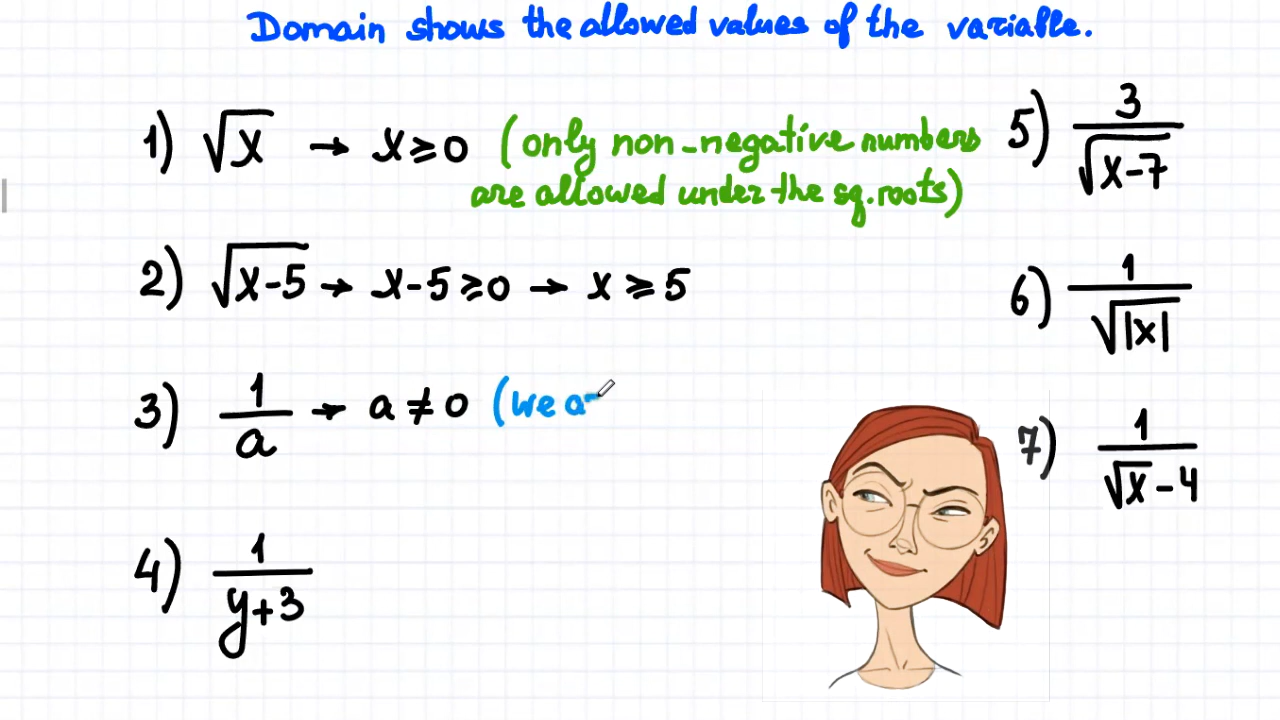 Domain shows the allowed values of the variable.
1) √x → x ≥ 0 (only non-negative numbers
are allowed under the sq. roots)
2) √x-5 → x-5 ≥ 0 → x ≥ 5
3) 1/a → a ≠ 0 (we a
4) 1/y+3
5) 3/√x-7
6) 1/√|x|
7) 1/√x-4